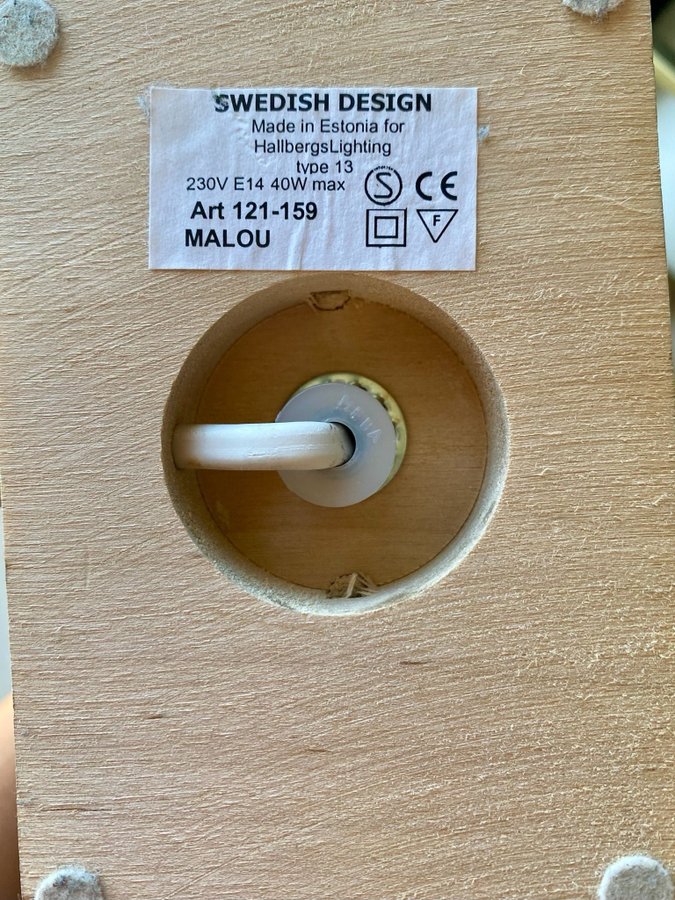 SWEDISH DESIGN
Made in Estonia for
HallbergsLighting
type 13
230V E14 40W max
S CE
Art 121-159
F
MALOU